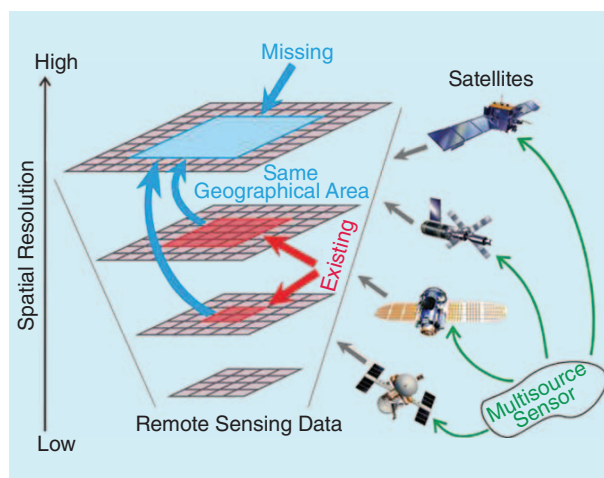 High
Missing
Satellites
Same
Geographical Area
Spatial Resolution
Existing
Multisource
Sensor
Remote Sensing Data
Low